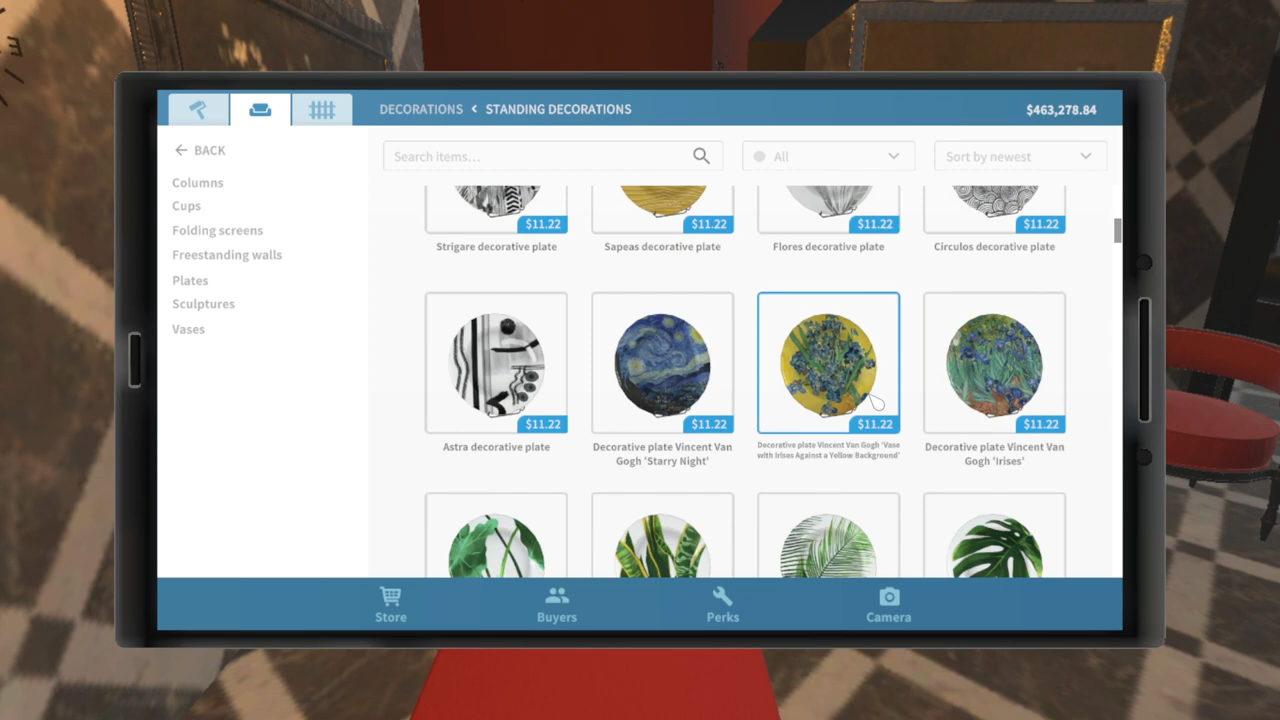 DECORATIONS < STANDING DECORATIONS
$463,278.84
BACK
Search items...
All
Sort by newest
Columns
Cups
Folding screens
Freestanding walls
Plates
Sculptures
Vases
$11.22
$11.22
$11.22
$11.22
Strigare decorative plate
Sapeas decorative plate
Flores decorative plate
Circulos decorative plate
$11.22
$11.22
$11.22
$11.22
Astra decorative plate
Decorative plate Vincent Van
Gogh 'Starry Night'
Decorative plate Vincent Van Gogh 'Vase
with Irises Against a Yellow Background'
Decorative plate Vincent Van
Gogh 'Irises'
Store
Buyers
Perks
Camera